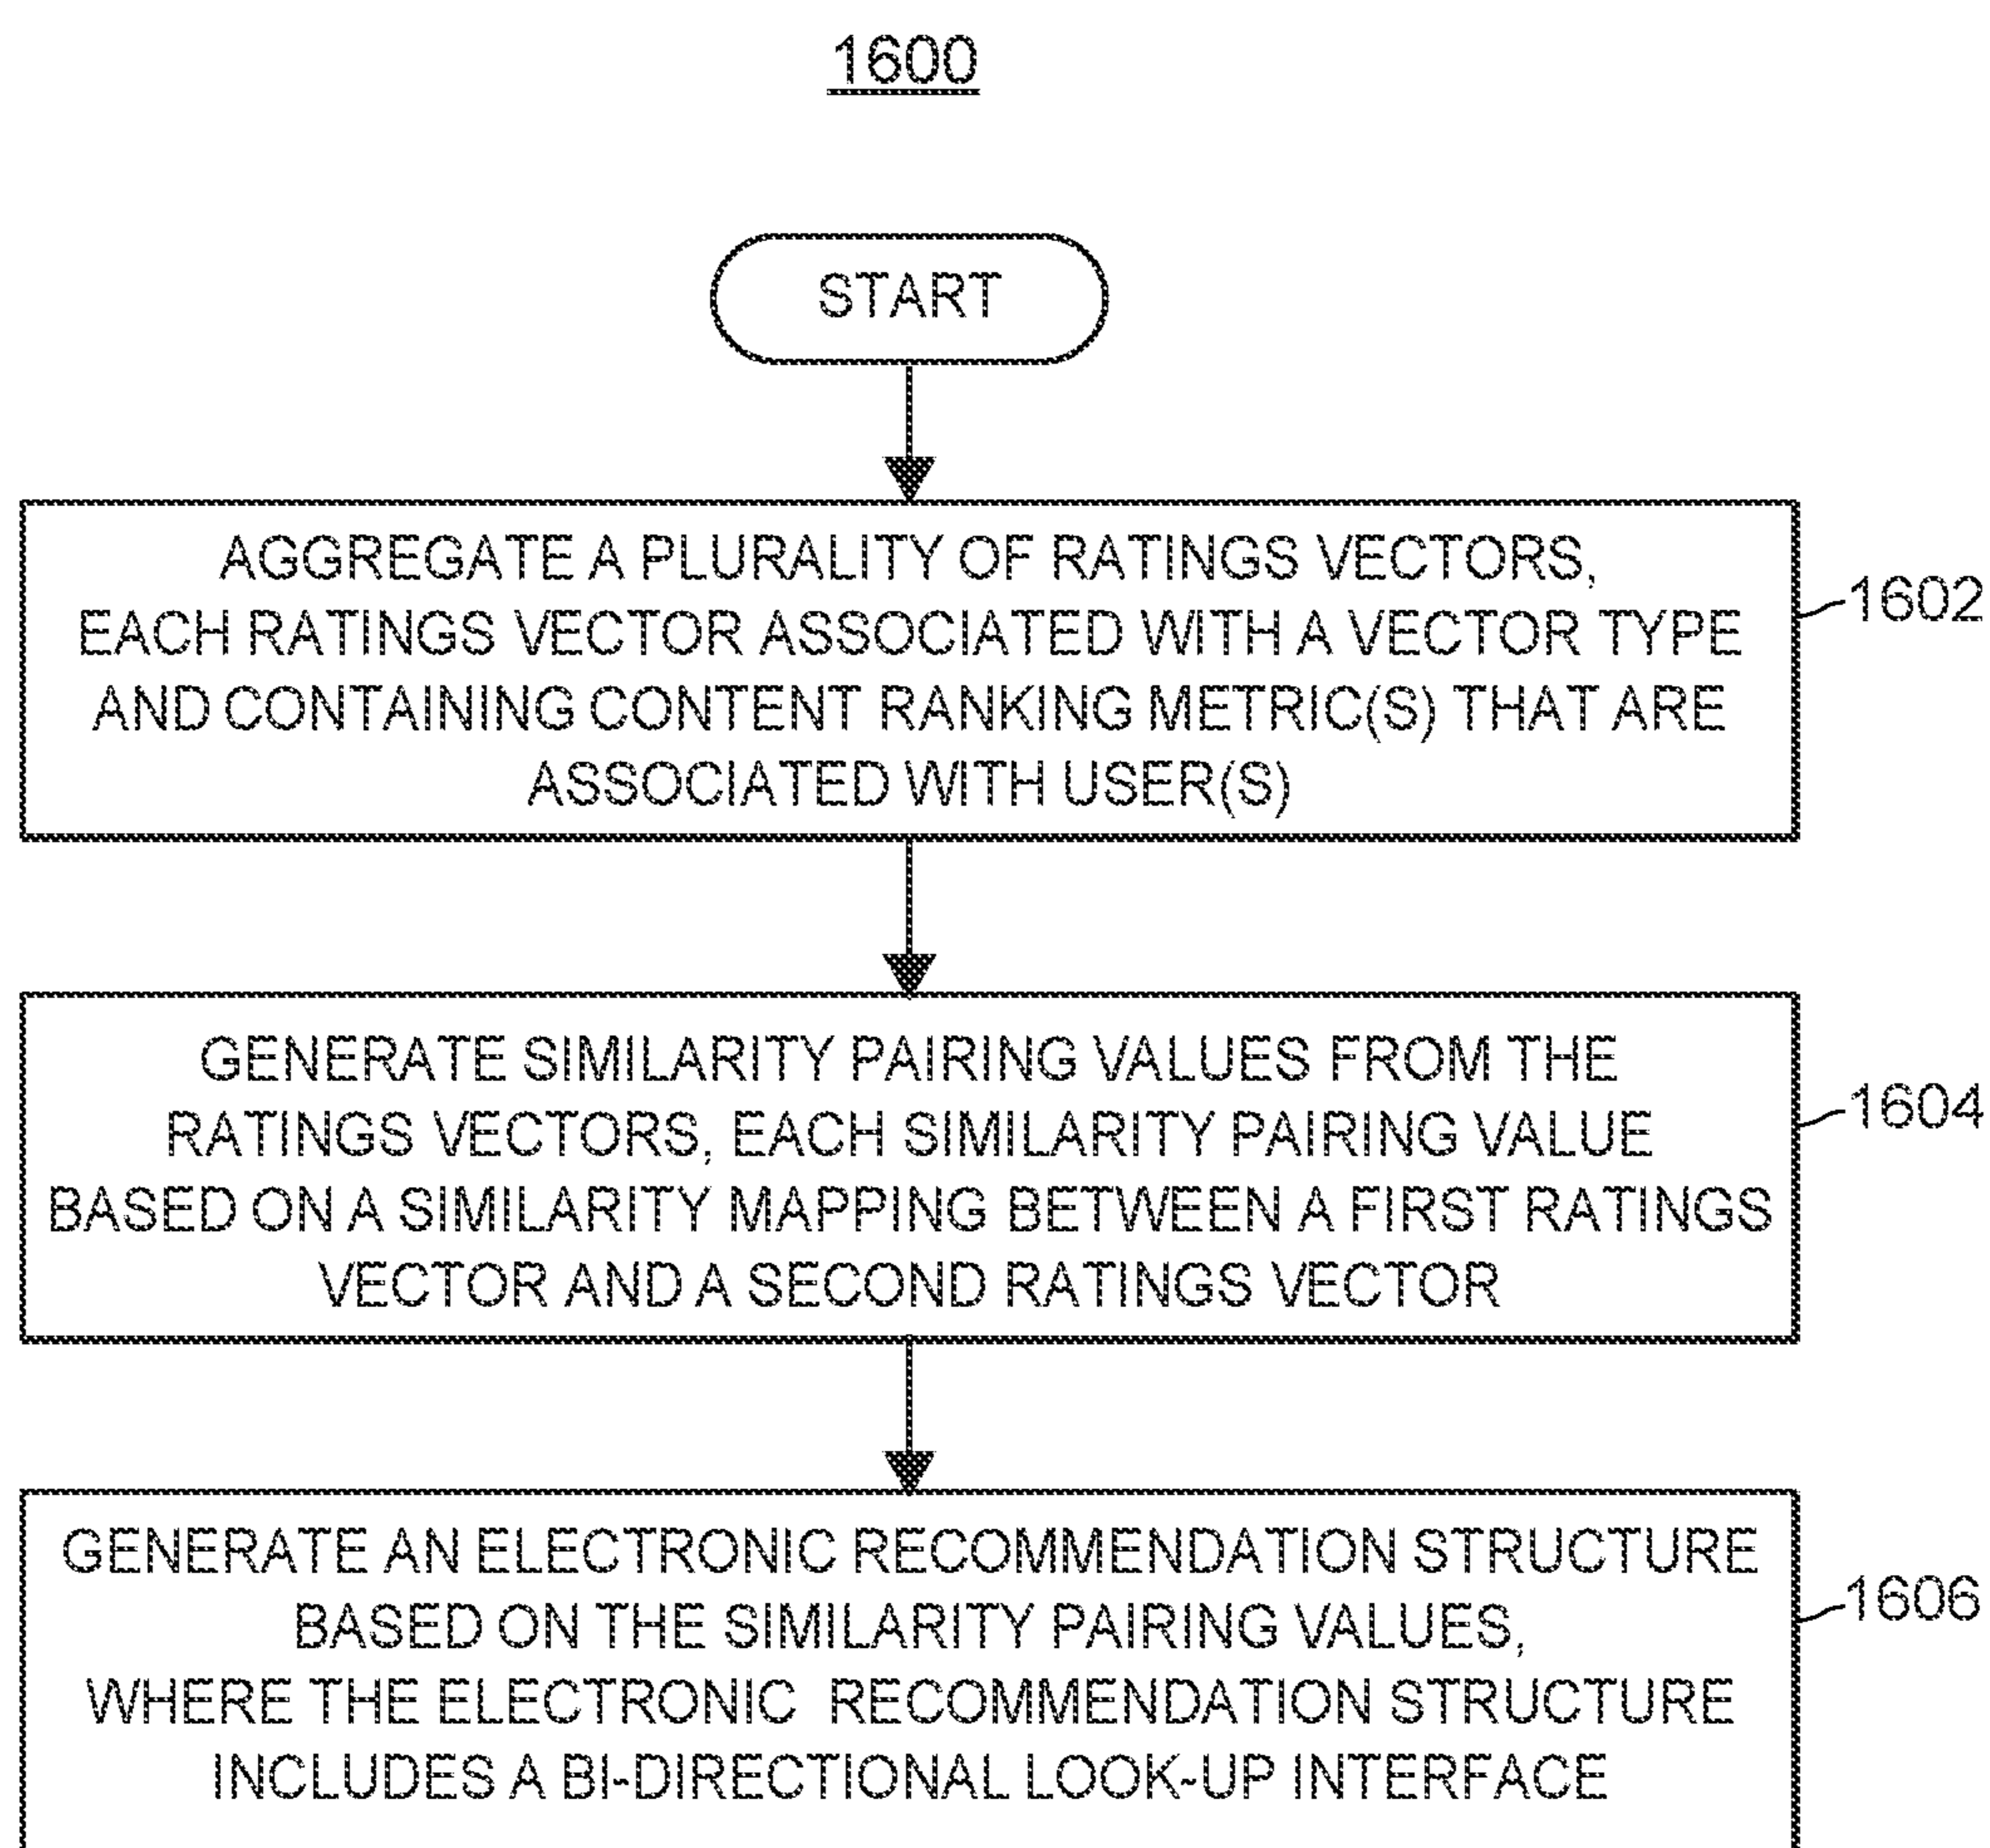 1600
START
AGGREGATE A PLURALITY OF RATINGS VECTORS,
EACH RATINGS VECTOR ASSOCIATED WITH A VECTOR TYPE
AND CONTAINING CONTENT RANKING METRIC(S) THAT ARE
ASSOCIATED WITH USER(S)
1602
GENERATE SIMILARITY PAIRING VALUES FROM THE
RATINGS VECTORS, EACH SIMILARITY PAIRING VALUE
BASED ON A SIMILARITY MAPPING BETWEEN A FIRST RATINGS
VECTOR AND A SECOND RATINGS VECTOR
1604
GENERATE AN ELECTRONIC RECOMMENDATION STRUCTURE
BASED ON THE SIMILARITY PAIRING VALUES,
WHERE THE ELECTRONIC RECOMMENDATION STRUCTURE
INCLUDES A BI-DIRECTIONAL LOOK-UP INTERFACE
1606